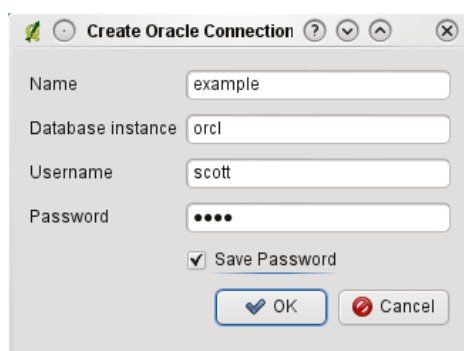 Create Oracle Connection
Name example
Database instance orcl
Username scott
Password ••••
Save Password
OK Cancel